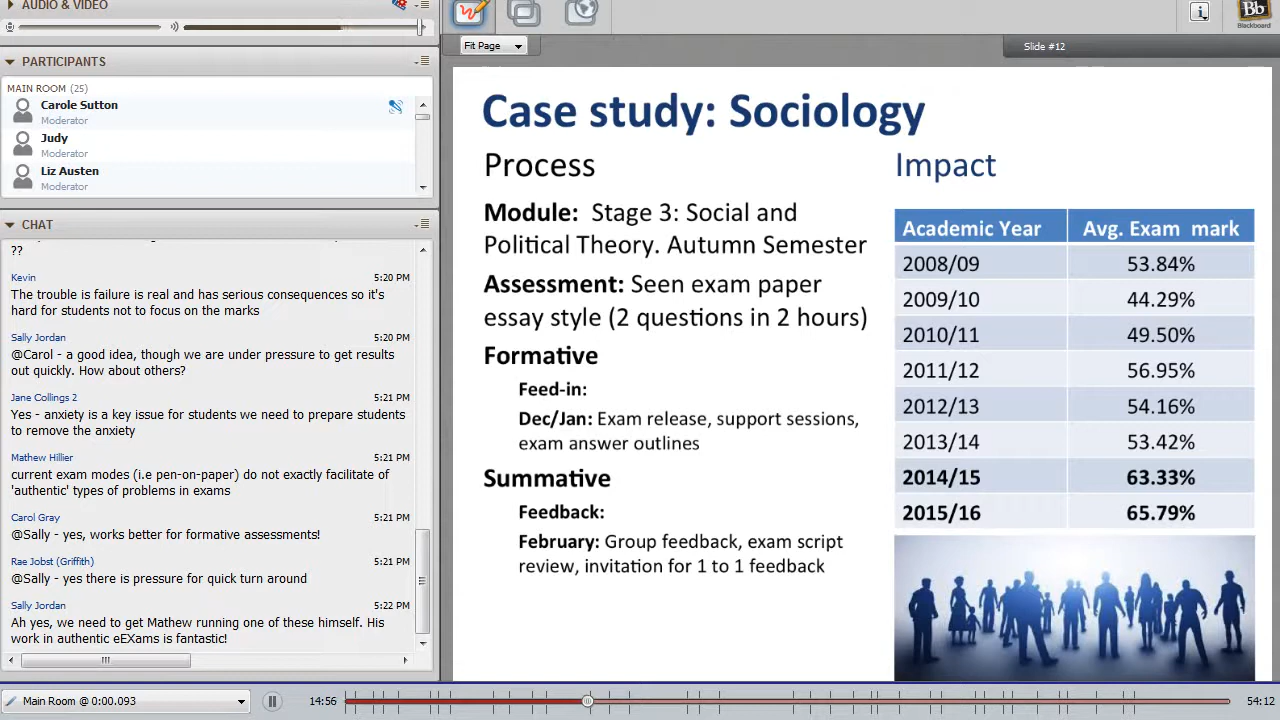 AUDIO & VIDEO
PARTICIPANTS
MAIN ROOM (25)
Carole Sutton
Moderator
Judy
Moderator
Liz Austen
Moderator
CHAT
??
Kevin 5:20 PM
The trouble is failure is real and has serious consequences so it's
hard for students not to focus on the marks
Sally Jordan 5:20 PM
@Carol - a good idea, though we are under pressure to get results
out quickly. How about others?
Jane Collings 2 5:21 PM
Yes - anxiety is a key issue for students we need to prepare students
to remove the anxiety
Mathew Hillier 5:21 PM
current exam modes (i.e pen-on-paper) do not exactly facilitate of
'authentic' types of problems in exams
Carol Gray 5:21 PM
@Sally - yes, works better for formative assessments!
Rae Jobst (Griffith) 5:21 PM
@Sally - yes there is pressure for quick turn around
Sally Jordan 5:22 PM
Ah yes, we need to get Mathew running one of these himself. His
work in authentic eEXams is fantastic!
Main Room @ 0:00.093
14:56
54:12
Fit Page
Slide #12
Bb
Blackboard
Case study: Sociology
Process
Module: Stage 3: Social and
Political Theory. Autumn Semester
Assessment: Seen exam paper
essay style (2 questions in 2 hours)
Formative
Feed-in:
Dec/Jan: Exam release, support sessions,
exam answer outlines
Summative
Feedback:
February: Group feedback, exam script
review, invitation for 1 to 1 feedback
Impact
Academic Year Avg. Exam mark
2008/09 53.84%
2009/10 44.29%
2010/11 49.50%
2011/12 56.95%
2012/13 54.16%
2013/14 53.42%
2014/15 63.33%
2015/16 65.79%